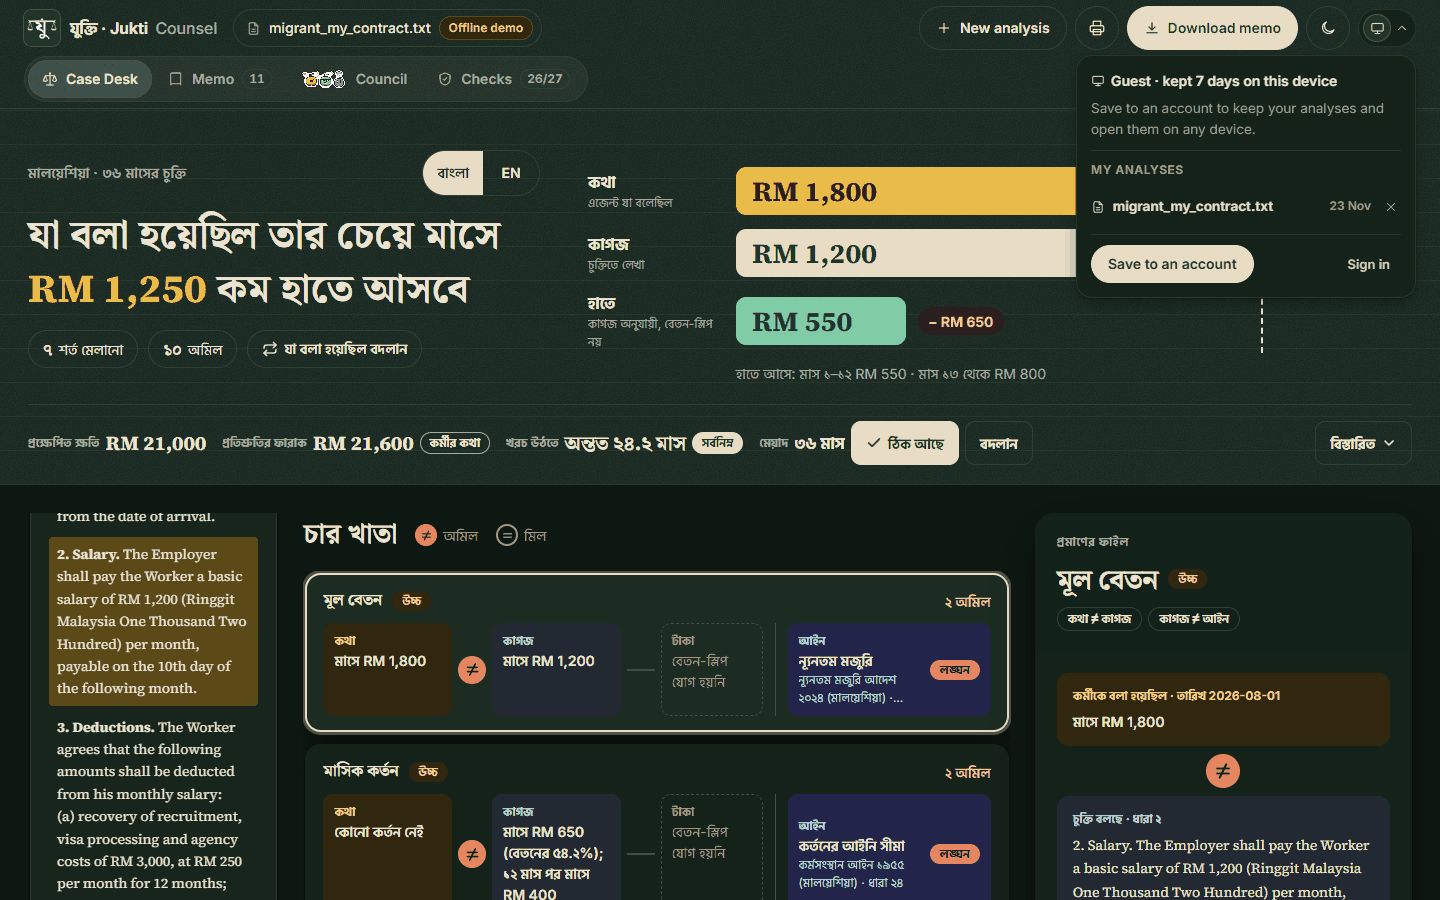 যু
যুক্তি · Jukti Counsel
migrant_my_contract.txt
Offline demo
New analysis
Download memo
Case Desk
Memo 11
Council
Checks 26/27
Guest · kept 7 days on this device
Save to an account to keep your analyses and
open them on any device.
MY ANALYSES
migrant_my_contract.txt 23 Nov
Save to an account
Sign in
মালয়েশিয়া · ৩৬ মাসের চুক্তি
বাংলা EN
যা বলা হয়েছিল তার চেয়ে মাসে
RM 1,250 কম হাতে আসবে
৭ শর্ত মেলানো
১০ অমিল
যা বলা হয়েছিল বদলান
কথা
এজেন্ট যা বলেছিল
RM 1,800
কাগজ
চুক্তিতে লেখা
RM 1,200
হাতে
কাগজ অনুযায়ী, বেতন-স্লিপ
নয়
RM 550
– RM 650
হাতে আসে: মাস ১–১২ RM 550 · মাস ১৩ থেকে RM 800
প্রক্ষেপিত ক্ষতি RM 21,000
প্রতিশ্রুতির ফারাক RM 21,600 কর্মীর কথা
খরচ উঠতে অন্তত ২৪.২ মাস সর্বনিম্ন
মেয়াদ ৩৬ মাস
ঠিক আছে
বদলান
বিস্তারিত
from the date of arrival.
2. Salary. The Employer
shall pay the Worker a basic
salary of RM 1,200 (Ringgit
Malaysia One Thousand Two
Hundred) per month,
payable on the 10th day of
the following month.
3. Deductions. The Worker
agrees that the following
amounts shall be deducted
from his monthly salary:
(a) recovery of recruitment,
visa processing and agency
costs of RM 3,000, at RM 250
per month for 12 months;
চার খাতা
≠ অমিল
= মিল
মূল বেতন উচ্চ
২ অমিল
কথা
মাসে RM 1,800
≠
কাগজ
মাসে RM 1,200
টাকা
বেতন-স্লিপ
যোগ হয়নি
আইন
ন্যূনতম মজুরি
ন্যূনতম মজুরি আদেশ
২০২৪ (মালয়েশিয়া) ·...
লঙ্ঘন
মাসিক কর্তন উচ্চ
২ অমিল
কথা
কোনো কর্তন নেই
≠
কাগজ
মাসে RM 650
(বেতনের ৫৪.২%);
১২ মাস পর মাসে
RM 400
টাকা
বেতন-স্লিপ
যোগ হয়নি
আইন
কর্তনের আইনি সীমা
কর্মসংস্থান আইন ১৯৫৫
(মালয়েশিয়া) · ধারা ২৪
লঙ্ঘন
প্রমাণের ফাইল
মূল বেতন উচ্চ
কথা ≠ কাগজ
কাগজ ≠ আইন
কর্মীকে বলা হয়েছিল · তারিখ 2026-08-01
মাসে RM 1,800
≠
চুক্তি বলছে · ধারা ২
2. Salary. The Employer shall pay the Worker
a basic salary of RM 1,200 (Ringgit Malaysia
One Thousand Two Hundred) per month,